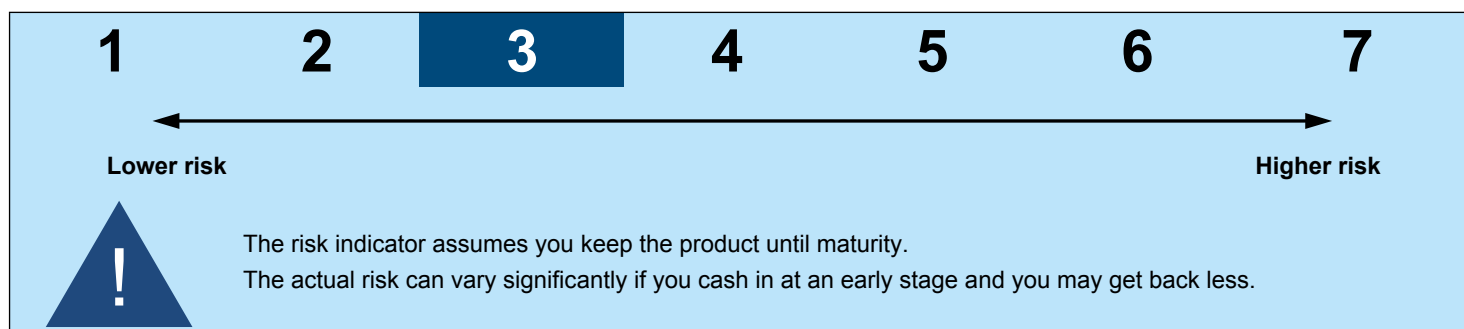 1 2 3 4 5 6 7
Lower risk Higher risk
!
The risk indicator assumes you keep the product until maturity.
The actual risk can vary significantly if you cash in at an early stage and you may get back less.